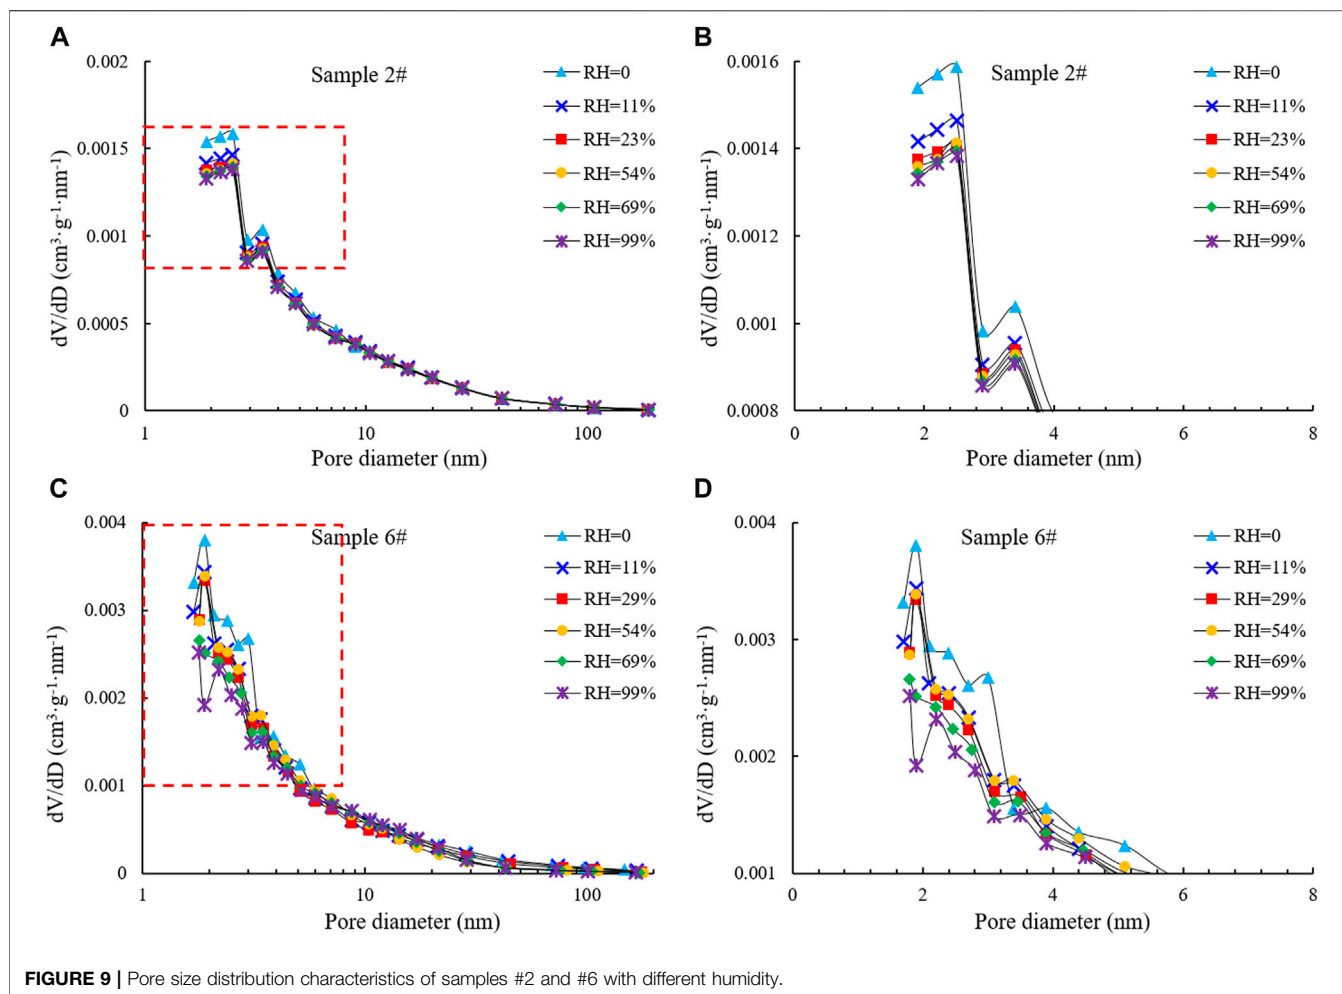 A
dV/dD (cm³·g⁻¹·nm⁻¹)
0.002
0.0015
0.001
0.0005
0
Sample 2#
RH=0
RH=11%
RH=23%
RH=54%
RH=69%
RH=99%
1 10 100
Pore diameter (nm)
B
dV/dD (cm³·g⁻¹·nm⁻¹)
0.0016
0.0014
0.0012
0.001
0.0008
Sample 2#
RH=0
RH=11%
RH=23%
RH=54%
RH=69%
RH=99%
0 2 4 6 8
Pore diameter (nm)
C
dV/dD (cm³·g⁻¹·nm⁻¹)
0.004
0.003
0.002
0.001
0
Sample 6#
RH=0
RH=11%
RH=29%
RH=54%
RH=69%
RH=99%
1 10 100
Pore diameter (nm)
D
dV/dD (cm³·g⁻¹·nm⁻¹)
0.004
0.003
0.002
0.001
Sample 6#
RH=0
RH=11%
RH=29%
RH=54%
RH=69%
RH=99%
0 2 4 6 8
Pore diameter (nm)
FIGURE 9 | Pore size distribution characteristics of samples #2 and #6 with different humidity.